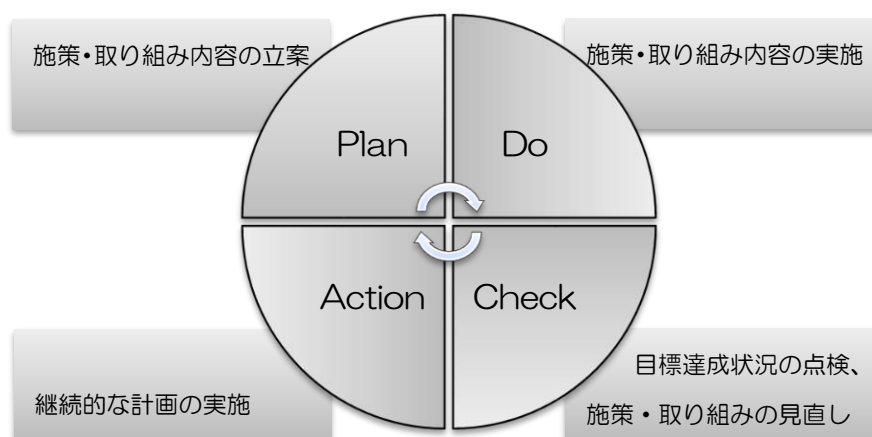 施策・取り組み内容の立案
施策・取り組み内容の実施
Plan
Do
Action
Check
継続的な計画の実施
目標達成状況の点検、
施策・取り組みの見直し